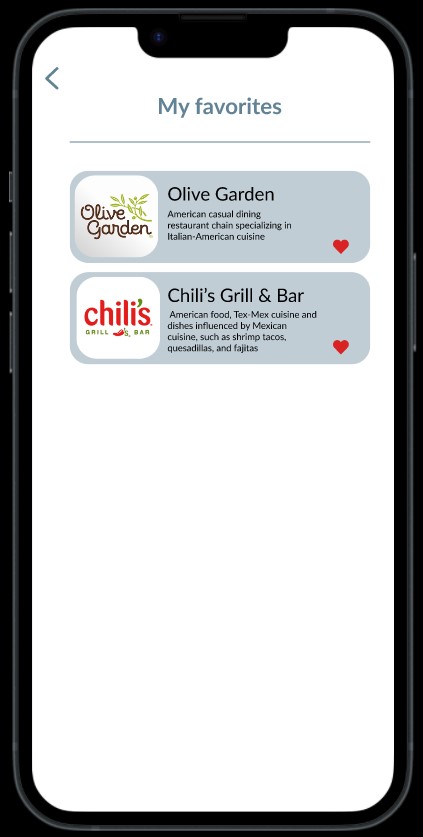 My favorites
Olive
Garden
Olive Garden
American casual dining
restaurant chain specializing in
Italian-American cuisine
chili's
GRILL & BAR
Chili's Grill & Bar
American food, Tex-Mex cuisine and
dishes influenced by Mexican
cuisine, such as shrimp tacos,
quesadillas, and fajitas